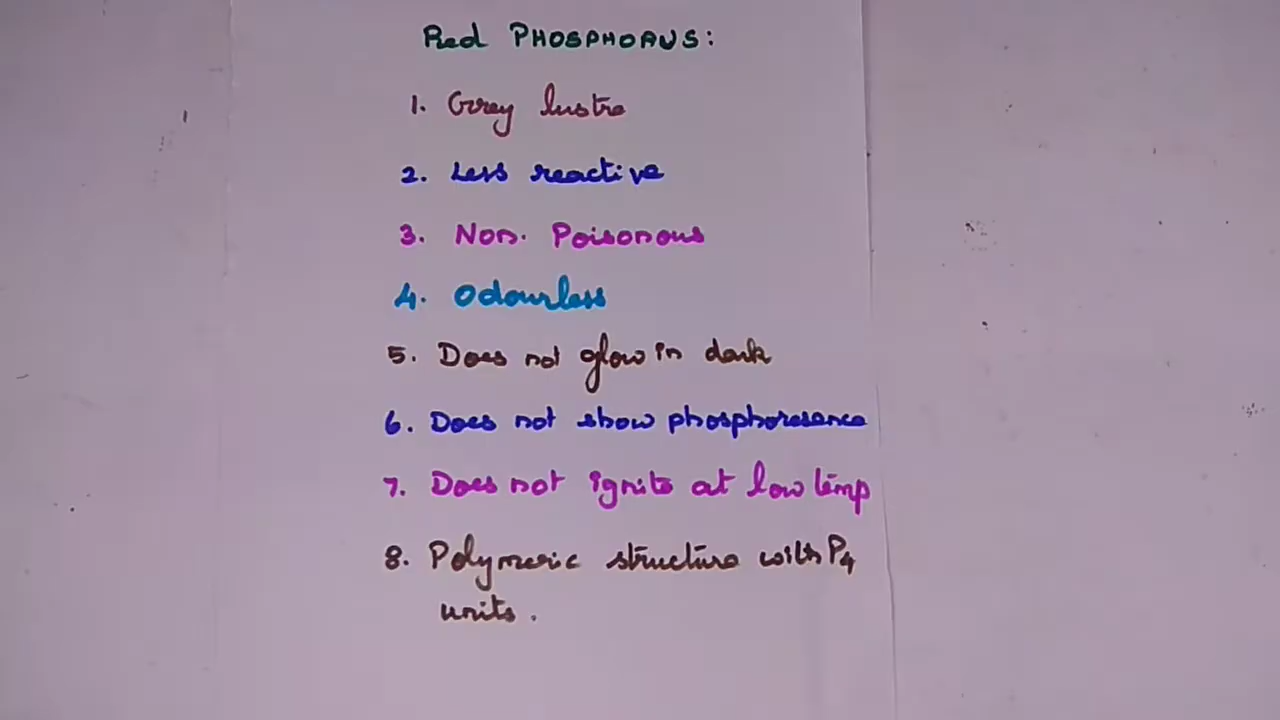 Red PHOSPHORUS:
1. Grey lustre
2. Less reactive
3. Non. Poisonous
4. Odourless
5. Does not glow in dark
6. Does not show phosphoresence
7. Does not ignite at low temp
8. Polymeric structure with P₄
units.